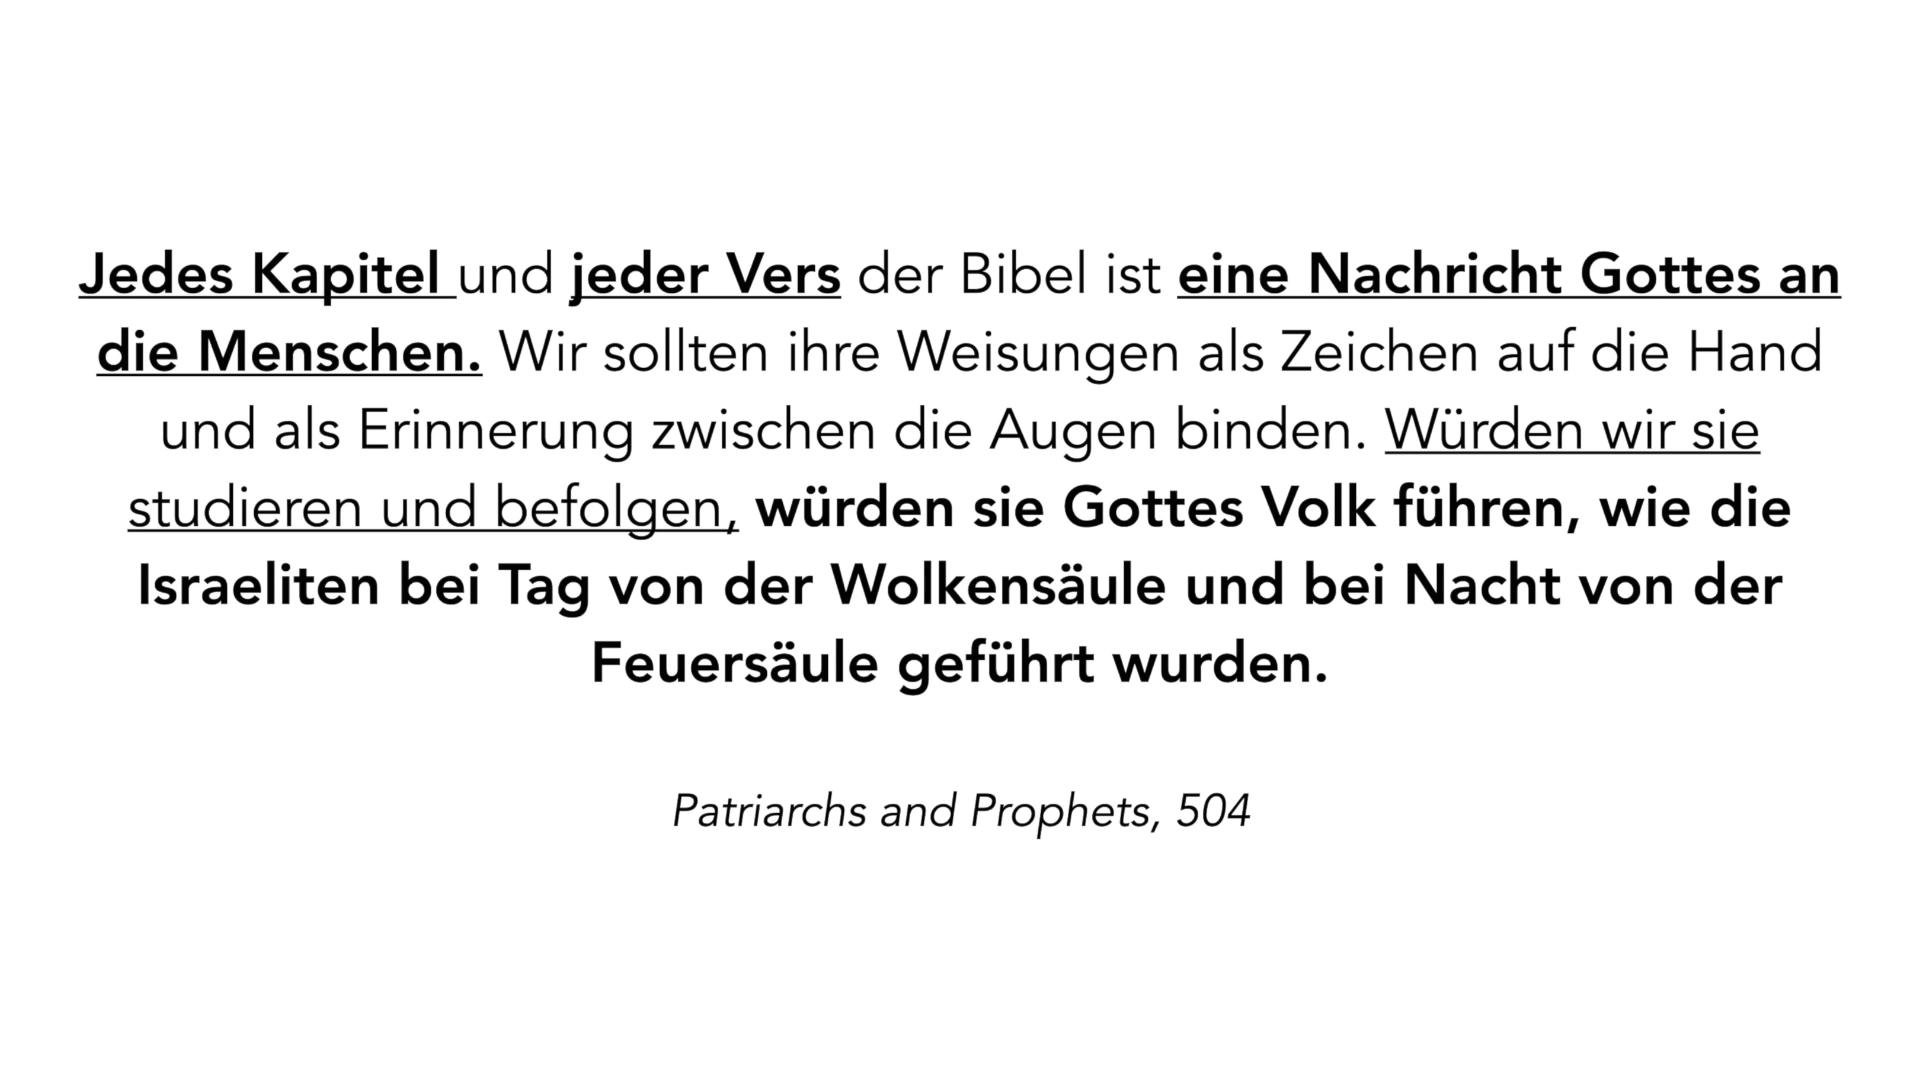 Jedes Kapitel und jeder Vers der Bibel ist eine Nachricht Gottes an
die Menschen. Wir sollten ihre Weisungen als Zeichen auf die Hand
und als Erinnerung zwischen die Augen binden. Würden wir sie
studieren und befolgen, würden sie Gottes Volk führen, wie die
Israeliten bei Tag von der Wolkensäule und bei Nacht von der
Feuersäule geführt wurden.
Patriarchs and Prophets, 504